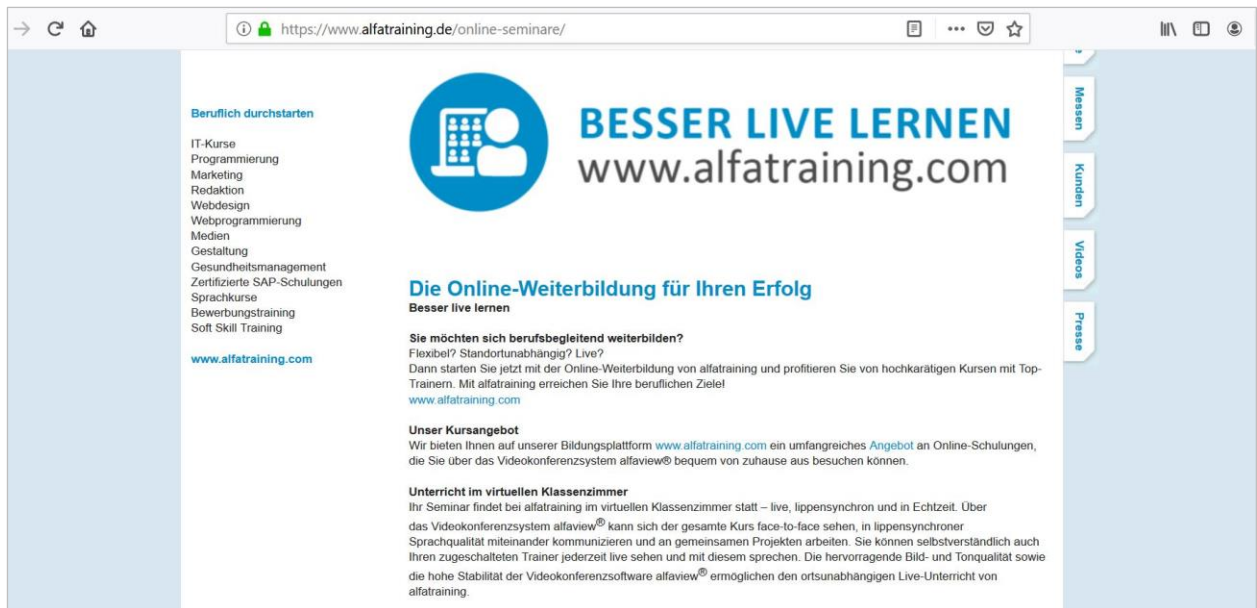 https://www.alfatraining.de/online-seminare/
Beruflich durchstarten
IT-Kurse
Programmierung
Marketing
Redaktion
Webdesign
Webprogrammierung
Medien
Gestaltung
Gesundheitsmanagement
Zertifizierte SAP-Schulungen
Sprachkurse
Bewerbungstraining
Soft Skill Training
www.alfatraining.com
BESSER LIVE LERNEN
www.alfatraining.com
Die Online-Weiterbildung für Ihren Erfolg
Besser live lernen
Sie möchten sich berufsbegleitend weiterbilden?
Flexibel? Standortunabhängig? Live?
Dann starten Sie jetzt mit der Online-Weiterbildung von alfatraining und profitieren Sie von hochkarätigen Kursen mit Top-
Trainern. Mit alfatraining erreichen Sie Ihre beruflichen Ziele!
www.alfatraining.com
Unser Kursangebot
Wir bieten Ihnen auf unserer Bildungsplattform www.alfatraining.com ein umfangreiches Angebot an Online-Schulungen,
die Sie über das Videokonferenzsystem alfaview® bequem von zuhause aus besuchen können.
Unterricht im virtuellen Klassenzimmer
Ihr Seminar findet bei alfatraining im virtuellen Klassenzimmer statt – live, lippensynchron und in Echtzeit. Über
das Videokonferenzsystem alfaview® kann sich der gesamte Kurs face-to-face sehen, in lippensynchroner
Sprachqualität miteinander kommunizieren und an gemeinsamen Projekten arbeiten. Sie können selbstverständlich auch
Ihren zugeschalteten Trainer jederzeit live sehen und mit diesem sprechen. Die hervorragende Bild- und Tonqualität sowie
die hohe Stabilität der Videokonferenzsoftware alfaview® ermöglichen den ortsunabhängigen Live-Unterricht von
alfatraining.
Messen
Kunden
Videos
Presse